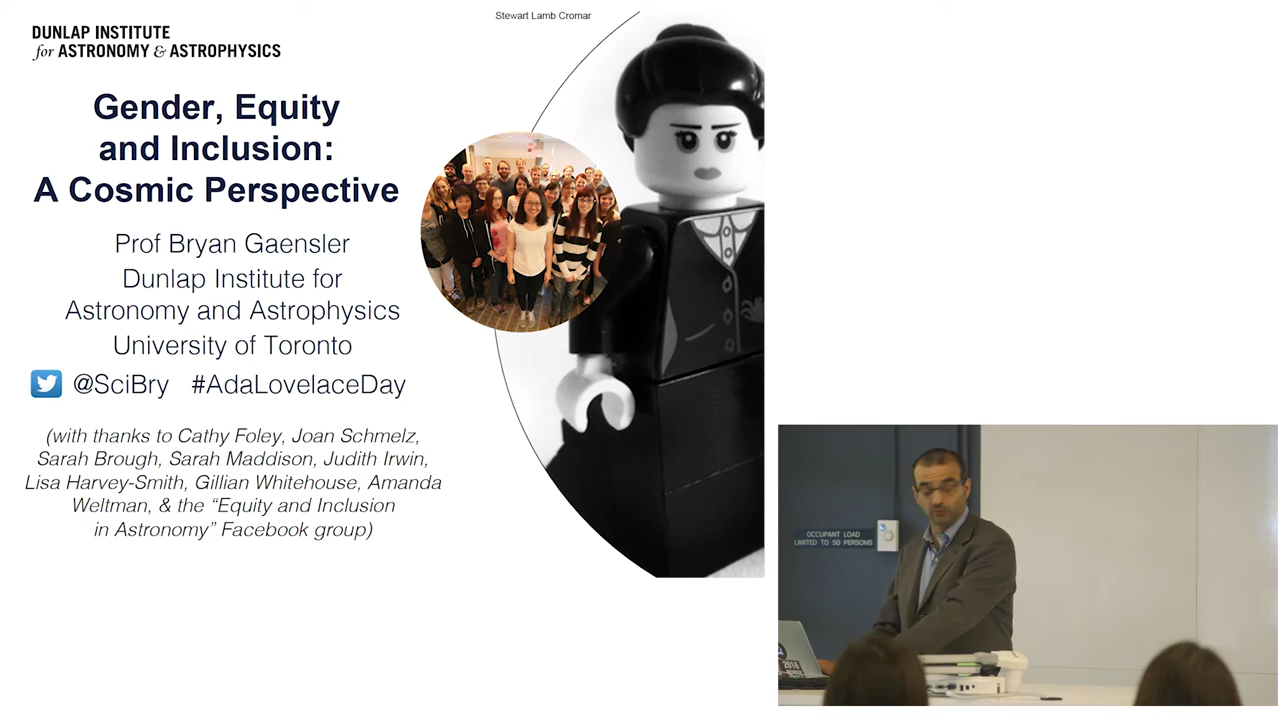 Stewart Lamb Cromar
DUNLAP INSTITUTE
for ASTRONOMY & ASTROPHYSICS
Gender, Equity
and Inclusion:
A Cosmic Perspective
Prof Bryan Gaensler
Dunlap Institute for
Astronomy and Astrophysics
University of Toronto
@SciBry #AdaLovelaceDay
(with thanks to Cathy Foley, Joan Schmelz,
Sarah Brough, Sarah Maddison, Judith Irwin,
Lisa Harvey-Smith, Gillian Whitehouse, Amanda
Weltman, & the “Equity and Inclusion
in Astronomy” Facebook group)
OCCUPANT LOAD
LIMITED TO 50 PERSONS
2016